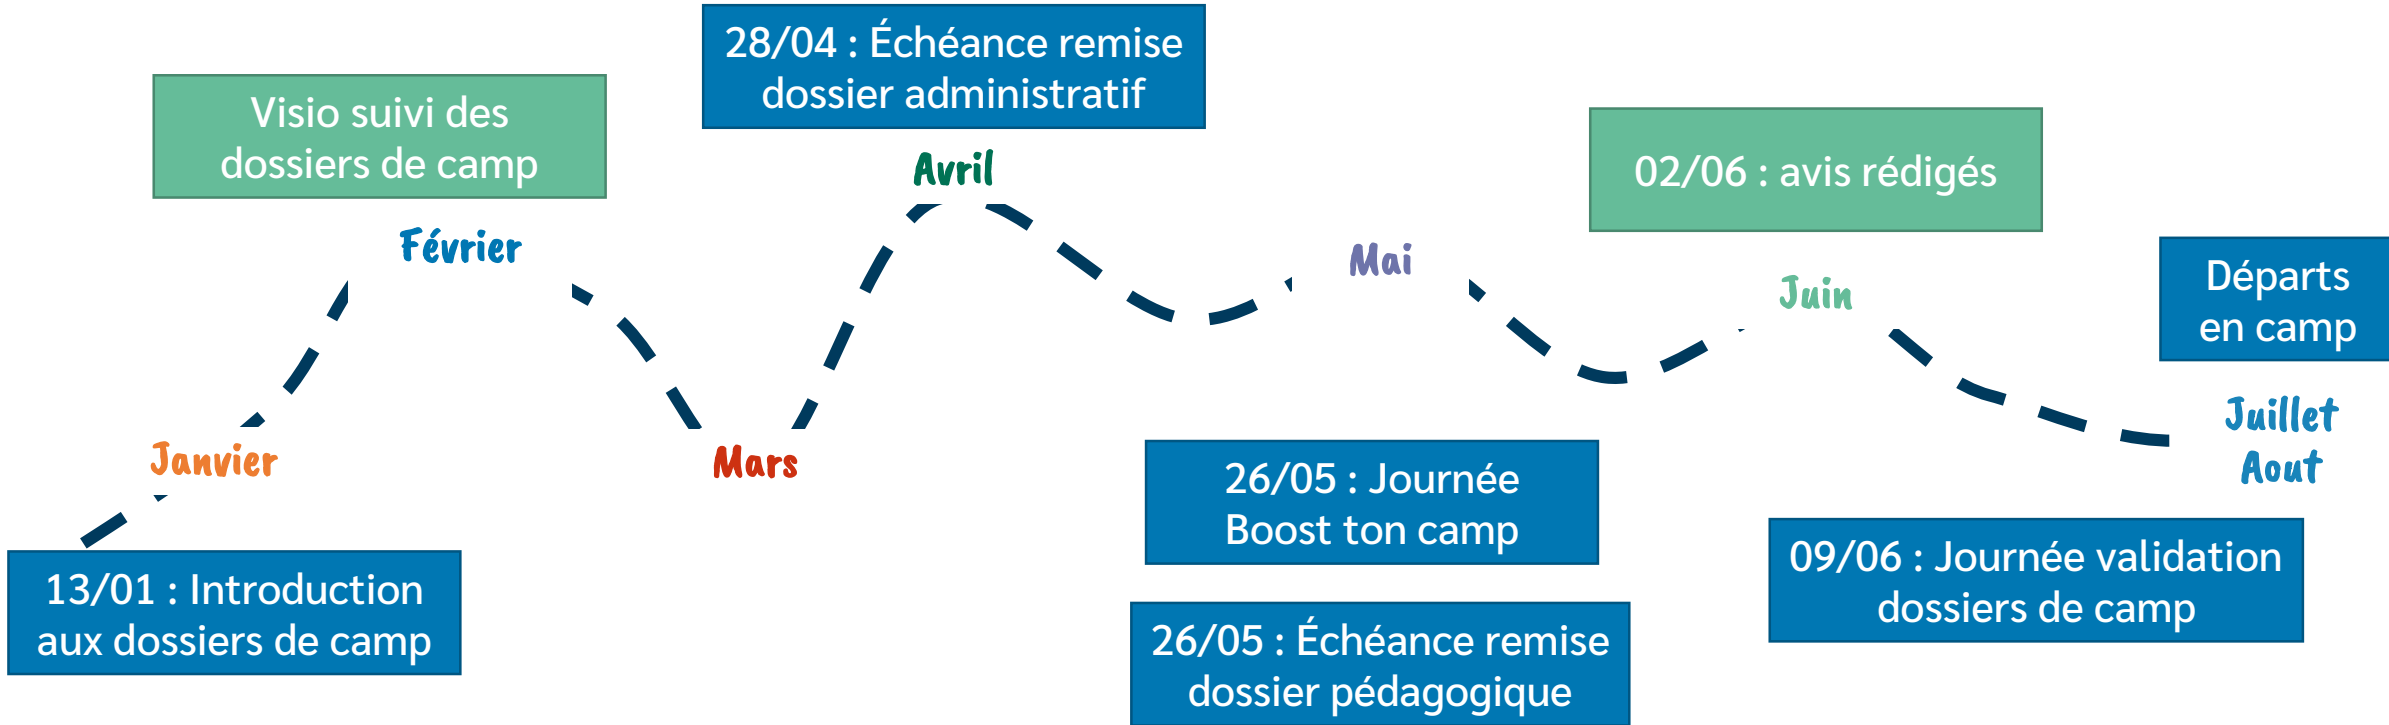 28/04 : Échéance remise
dossier administratif
Visio suivi des
dossiers de camp
Avril
02/06 : avis rédigés
Février
Mai
Juin
Départs
en camp
Janvier
Mars
Juillet
Aout
26/05 : Journée
Boost ton camp
09/06 : Journée validation
dossiers de camp
13/01 : Introduction
aux dossiers de camp
26/05 : Échéance remise
dossier pédagogique